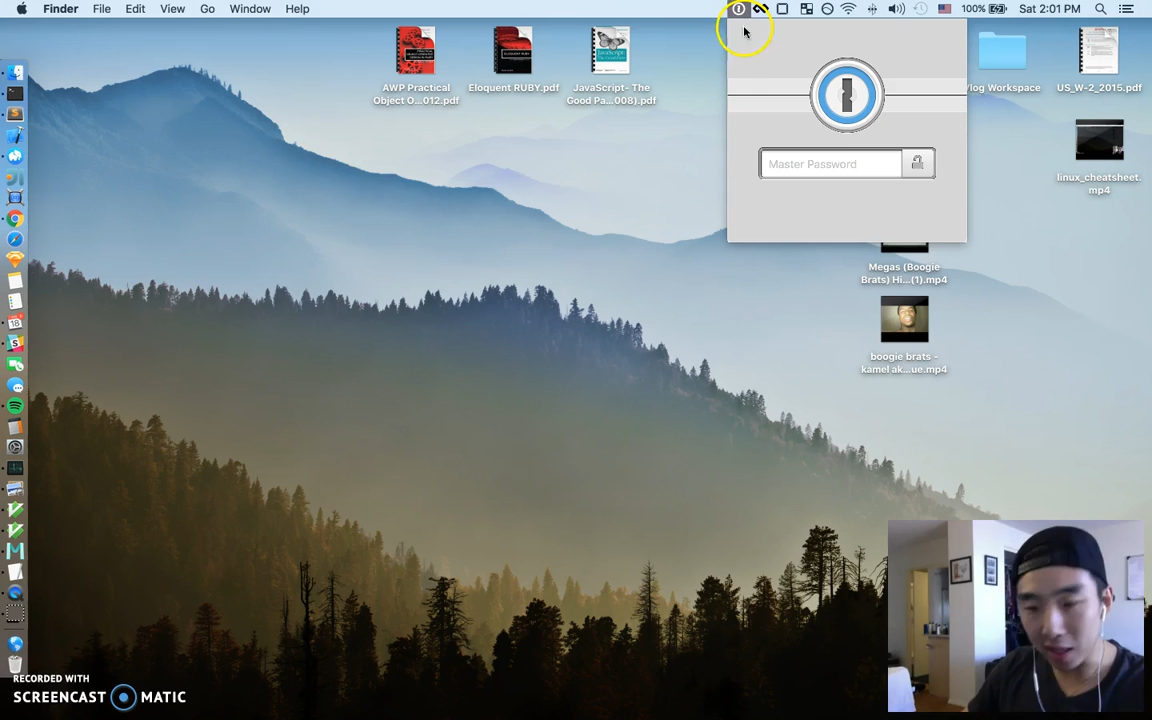 Finder File Edit View Go Window Help
100% Sat 2:01 PM
AWP Practical
Object O...012.pdf
Eloquent RUBY.pdf
JavaScript- The
Good Pa...008).pdf
Master Password
Vlog Workspace
US_W-2_2015.pdf
linux_cheatsheet.
mp4
Megas (Boogie
Brats) Hi...(1).mp4
boogie brats -
kamel ak...ue.mp4
18
RECORDED WITH
SCREENCAST MATIC